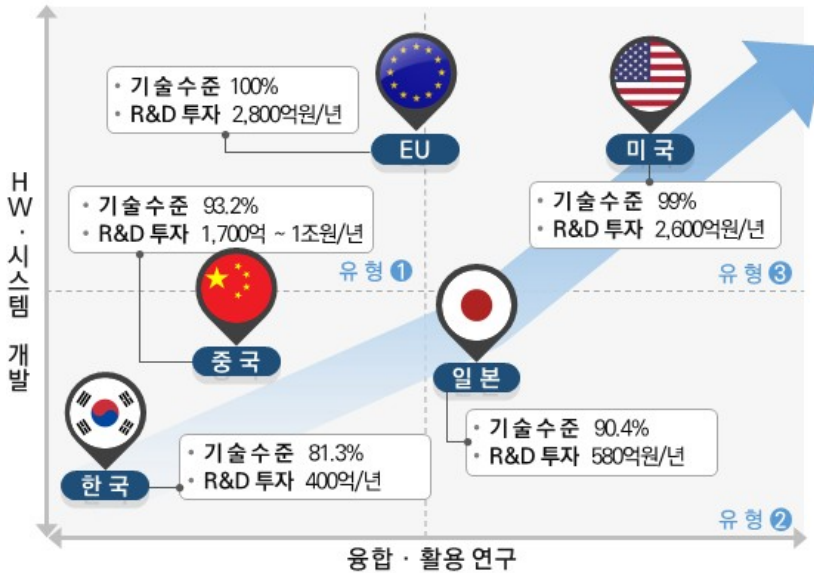 HW·시스템 개발
• 기술수준 100%
• R&D 투자 2,800억원/년
EU
미국
• 기술수준 99%
• R&D 투자 2,600억원/년
• 기술수준 93.2%
• R&D 투자 1,700억 ~ 1조원/년
유형 ❶
유형 ❸
중국
일본
• 기술수준 90.4%
• R&D 투자 580억원/년
• 기술수준 81.3%
• R&D 투자 400억/년
한국
유형 ❷
융합 · 활용 연구